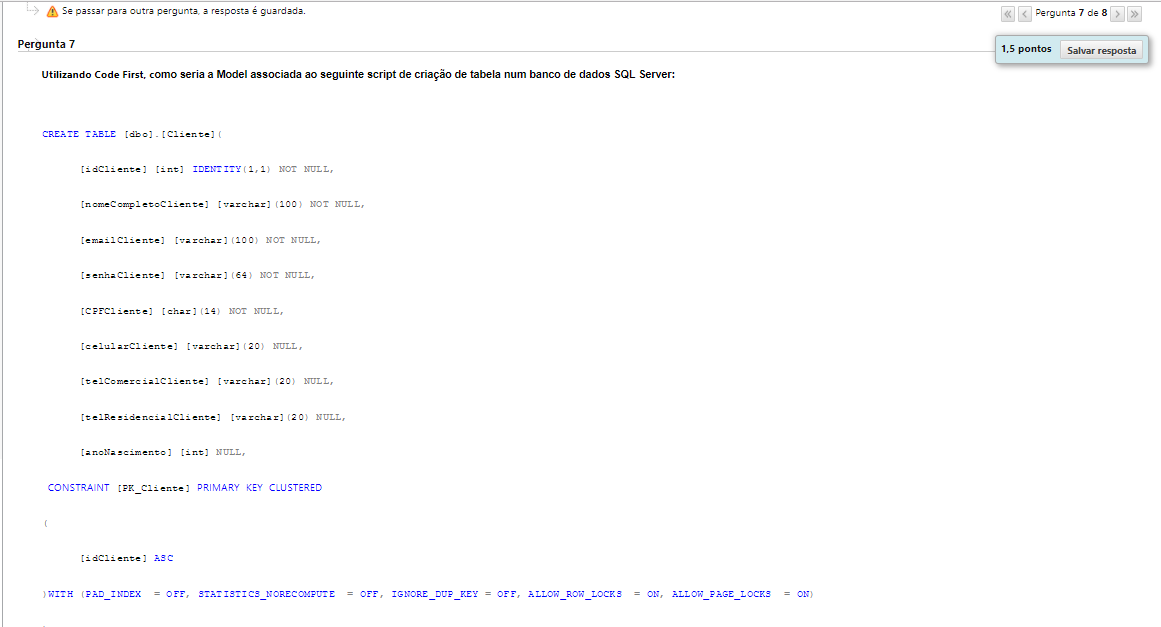 Se passar para outra pergunta, a resposta é guardada.
Pergunta 7 de 8
Pergunta 7
1,5 pontos
Salvar resposta
Utilizando Code First, como seria a Model associada ao seguinte script de criação de tabela num banco de dados SQL Server:
CREATE TABLE [dbo].[Cliente](
[idCliente] [int] IDENTITY(1,1) NOT NULL,
[nomeCompletoCliente] [varchar](100) NOT NULL,
[emailCliente] [varchar](100) NOT NULL,
[senhaCliente] [varchar](64) NOT NULL,
[CPFCliente] [char](14) NOT NULL,
[celularCliente] [varchar](20) NULL,
[telComercialCliente] [varchar](20) NULL,
[telResidencialCliente] [varchar](20) NULL,
[anoNascimento] [int] NULL,
CONSTRAINT [PK_Cliente] PRIMARY KEY CLUSTERED
(
[idCliente] ASC
)WITH (PAD_INDEX = OFF, STATISTICS_NORECOMPUTE = OFF, IGNORE_DUP_KEY = OFF, ALLOW_ROW_LOCKS = ON, ALLOW_PAGE_LOCKS = ON)